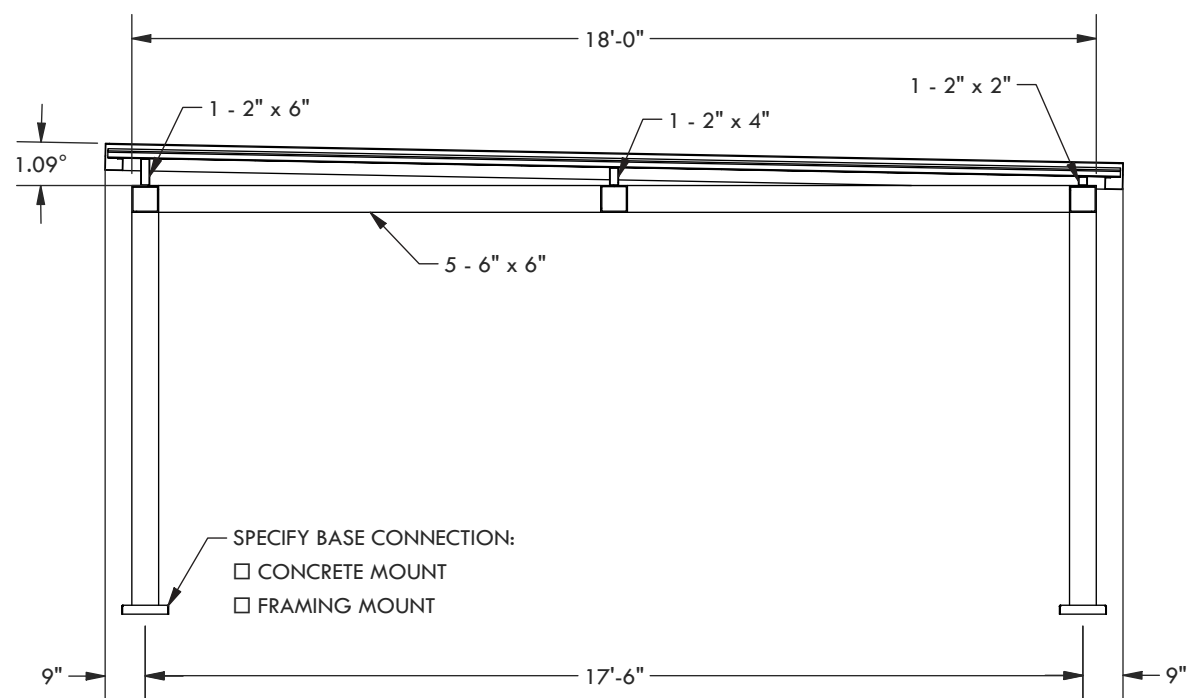 18'-0"
1 - 2" x 6"
1 - 2" x 4"
1 - 2" x 2"
1.09°
5 - 6" x 6"
SPECIFY BASE CONNECTION:
☐ CONCRETE MOUNT
☐ FRAMING MOUNT
9"
17'-6"
9"